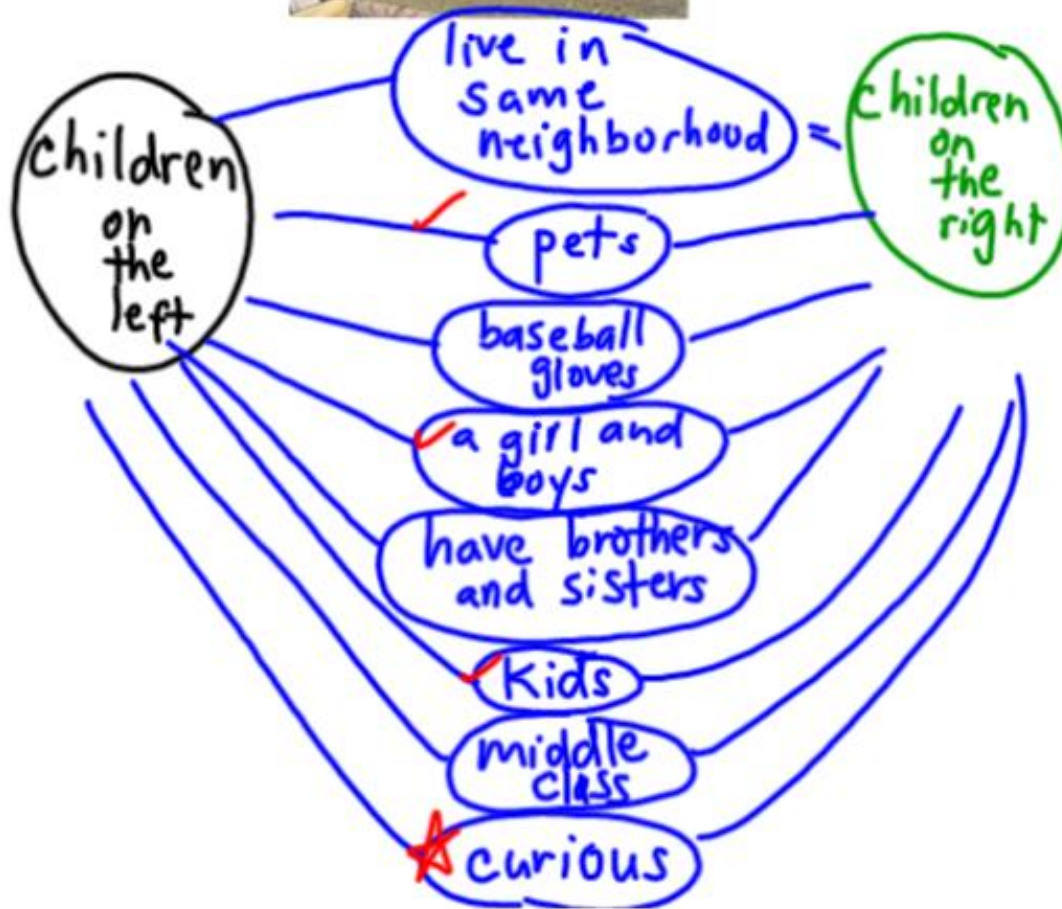 children
on
the
left
live in
same
neighborhoud
pets
baseball
gloves
a girl and
boys
have brothers
and sisters
Kids
middle
class
curious
children
on
the
right